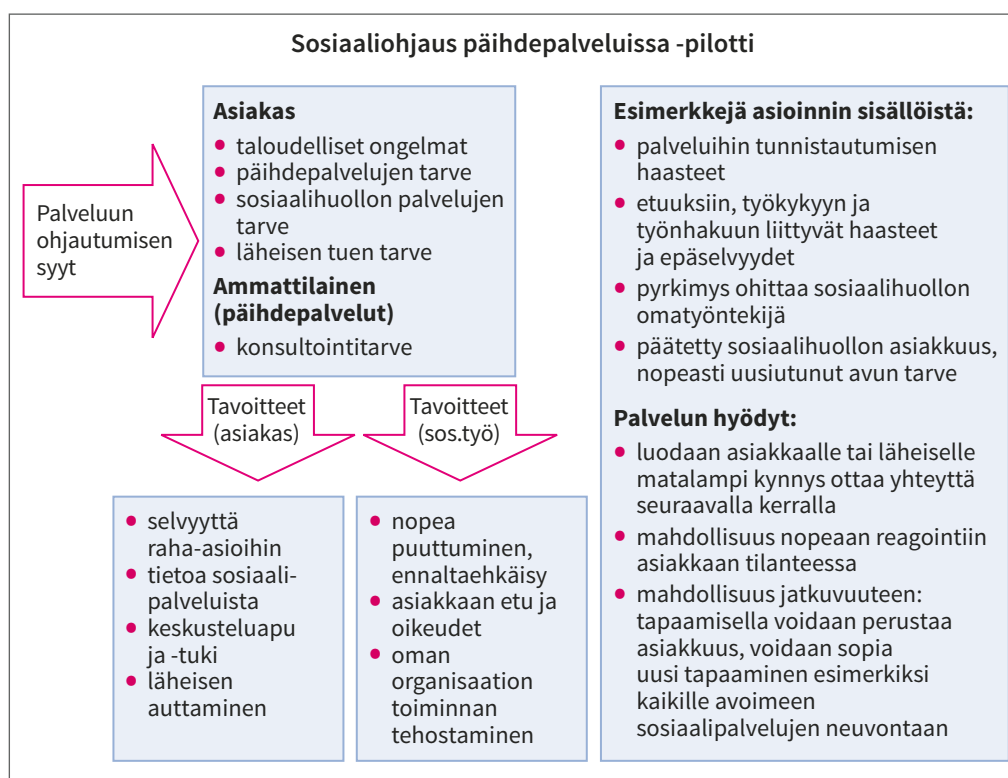 Sosiaaliohjaus päihdepalveluissa -pilotti
Palveluun
ohjautumisen
syyt
Asiakas
• taloudelliset ongelmat
• päihdepalvelujen tarve
• sosiaalihuollon palvelujen
tarve
• läheisen tuen tarve
Ammattilainen
(päihdepalvelut)
• konsultointitarve
Tavoitteet
(asiakas)
Tavoitteet
(sos.työ)
• selvyyttä
raha-asioihin
• tietoa sosiaali-
palveluista
• keskusteluapu
ja -tuki
• läheisen
auttaminen
• nopea
puuttuminen,
ennaltaehkäisy
• asiakkaan etu ja
oikeudet
• oman
organisaation
toiminnan
tehostaminen
Esimerkkejä asioinnin sisällöistä:
• palveluihin tunnistautumisen
haasteet
• etuuksiin, työkykyyn ja
työnhakuun liittyvät haasteet
ja epäselvyydet
• pyrkimys ohittaa sosiaalihuollon
omatyöntekijä
• päätetty sosiaalihuollon asiakkuus,
nopeasti uusiutunut avun tarve
Palvelun hyödyt:
• luodaan asiakkaalle tai läheiselle
matalampi kynnys ottaa yhteyttä
seuraavalla kerralla
• mahdollisuus nopeaan reagointiin
asiakkaan tilanteessa
• mahdollisuus jatkuvuuteen:
tapaamisella voidaan perustaa
asiakkuus, voidaan sopia
uusi tapaaminen esimerkiksi
kaikille avoimeen
sosiaalipalvelujen neuvontaan